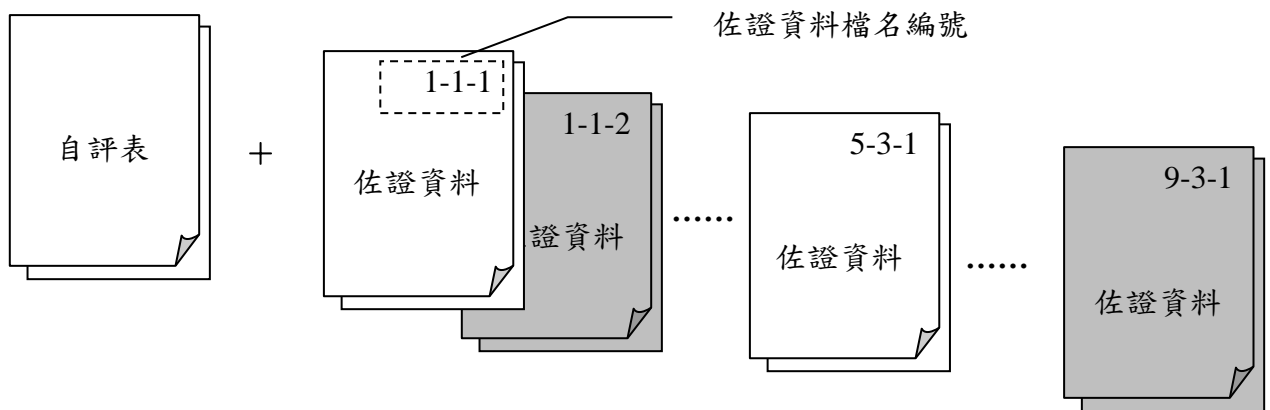 佐證資料檔名編號
自評表
+
1-1-1
佐證資料
1-1-2
證資料
......
5-3-1
佐證資料
......
9-3-1
佐證資料